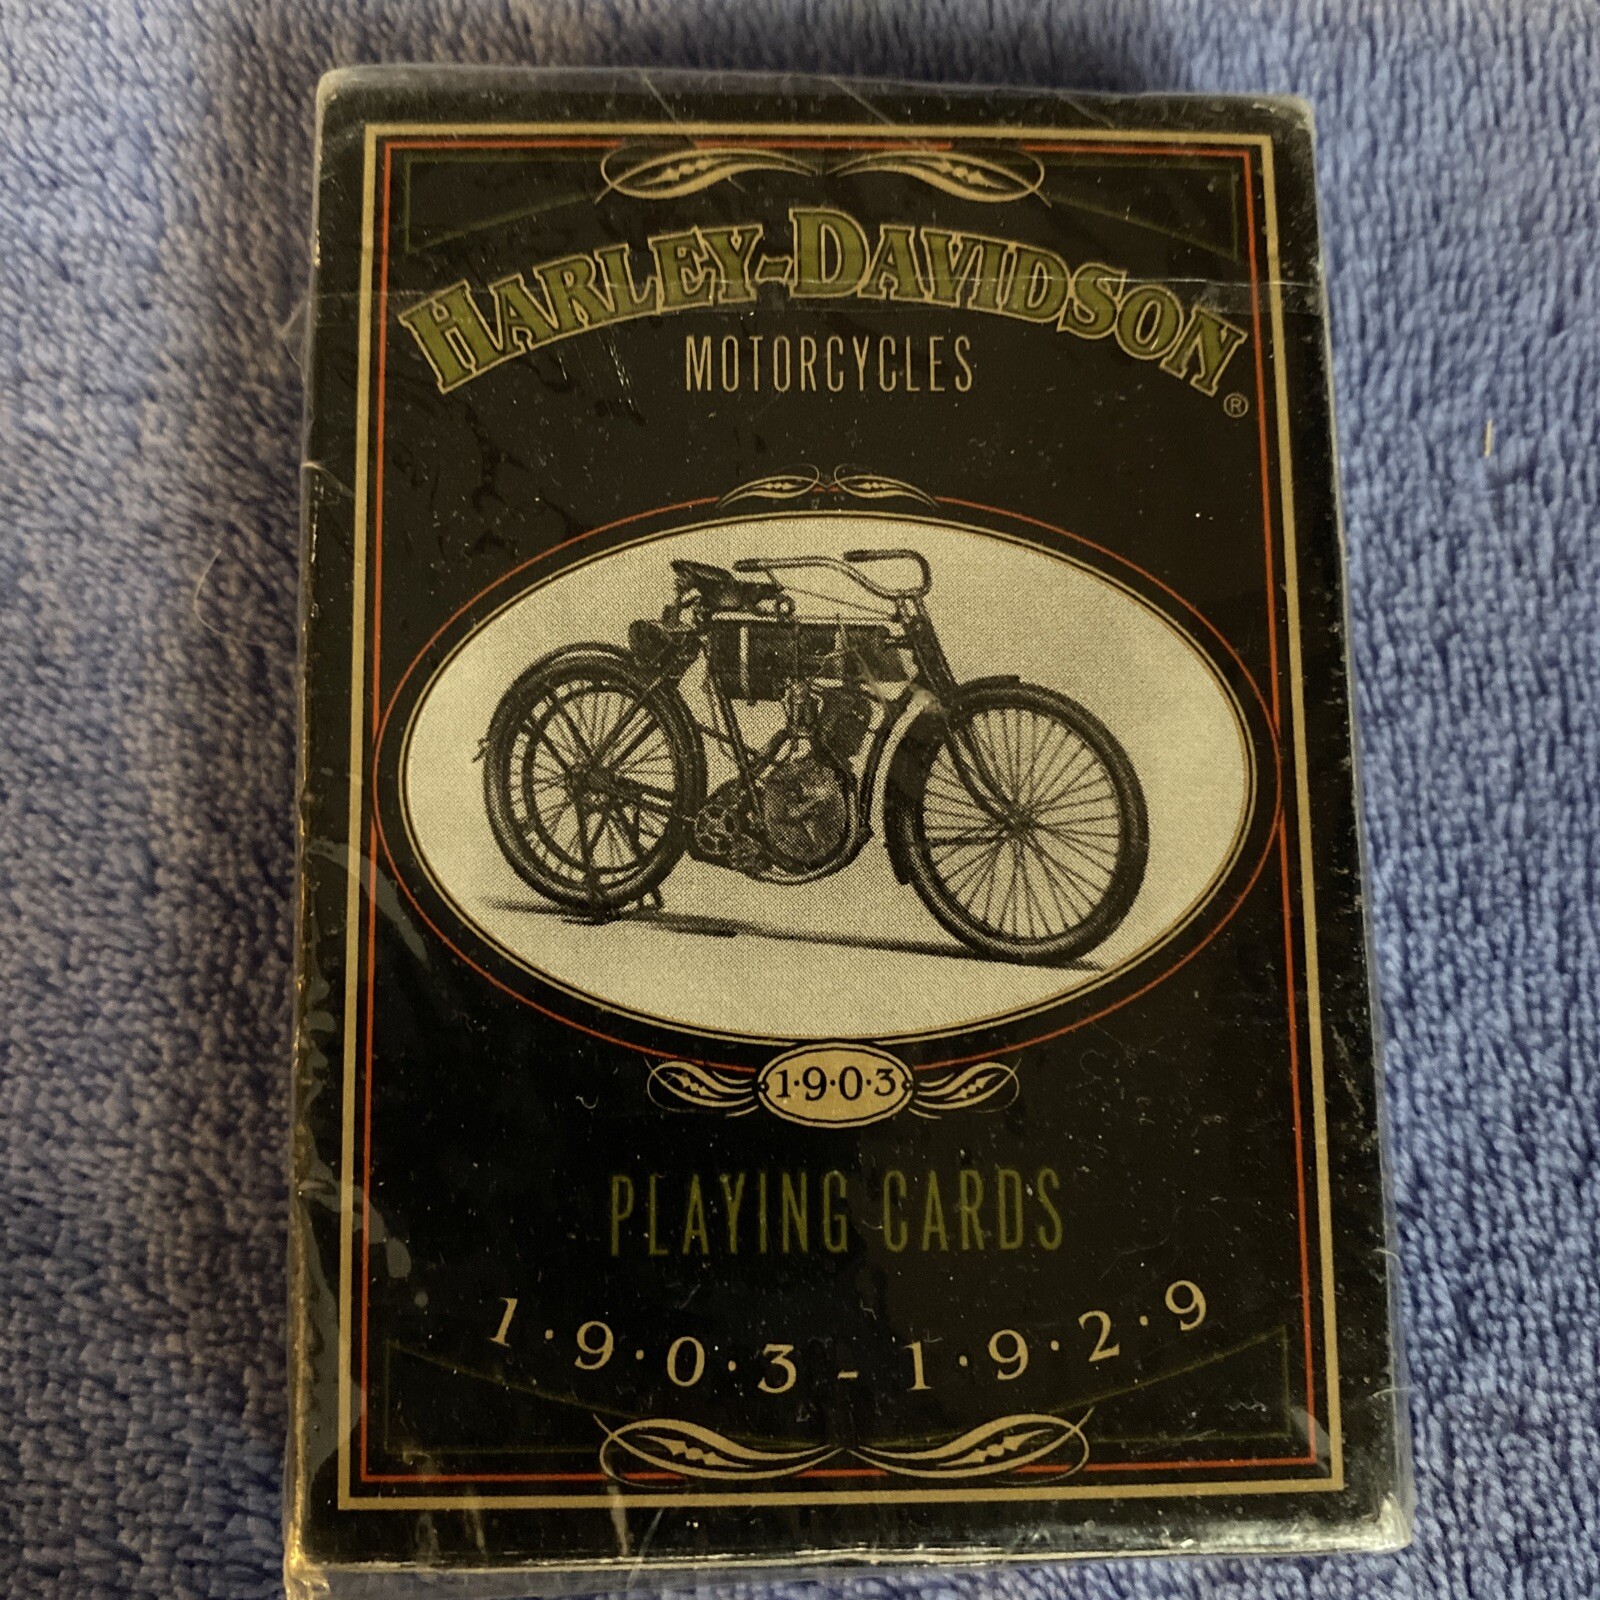 HARLEY-DAVIDSON®
MOTORCYCLES
1·9·0·3
PLAYING CARDS
1·9·0·3 - 1·9·2·9